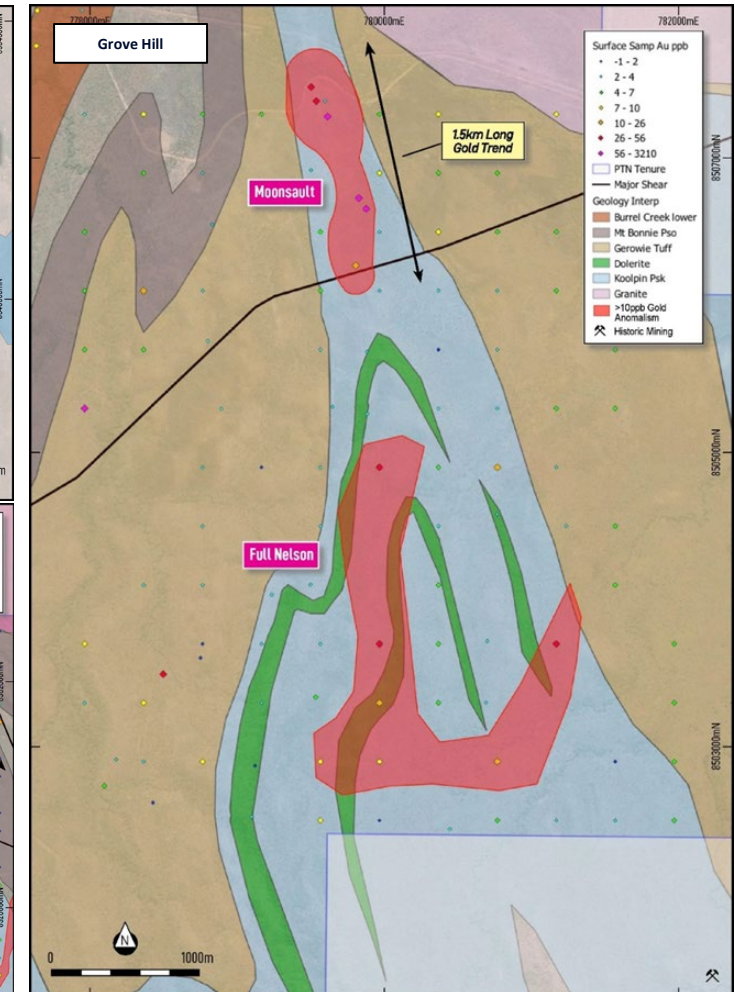 778000mE
780000mE
782000mE
Grove Hill
1.5km Long
Gold Trend
Moonsault
Full Nelson
Surface Samp Au ppb
-1 - 2
2 - 4
4 - 7
7 - 10
10 - 26
26 - 56
56 - 3210
PTN Tenure
Major Shear
Geology Interp
Burrel Creek lower
Mt Bonnie Pso
Gerowie Tuff
Dolerite
Koolpin Psk
Granite
>10ppb Gold
Anomalism
Historic Mining
8507000mN
8505000mN
8503000mN
N
0 1000m
m